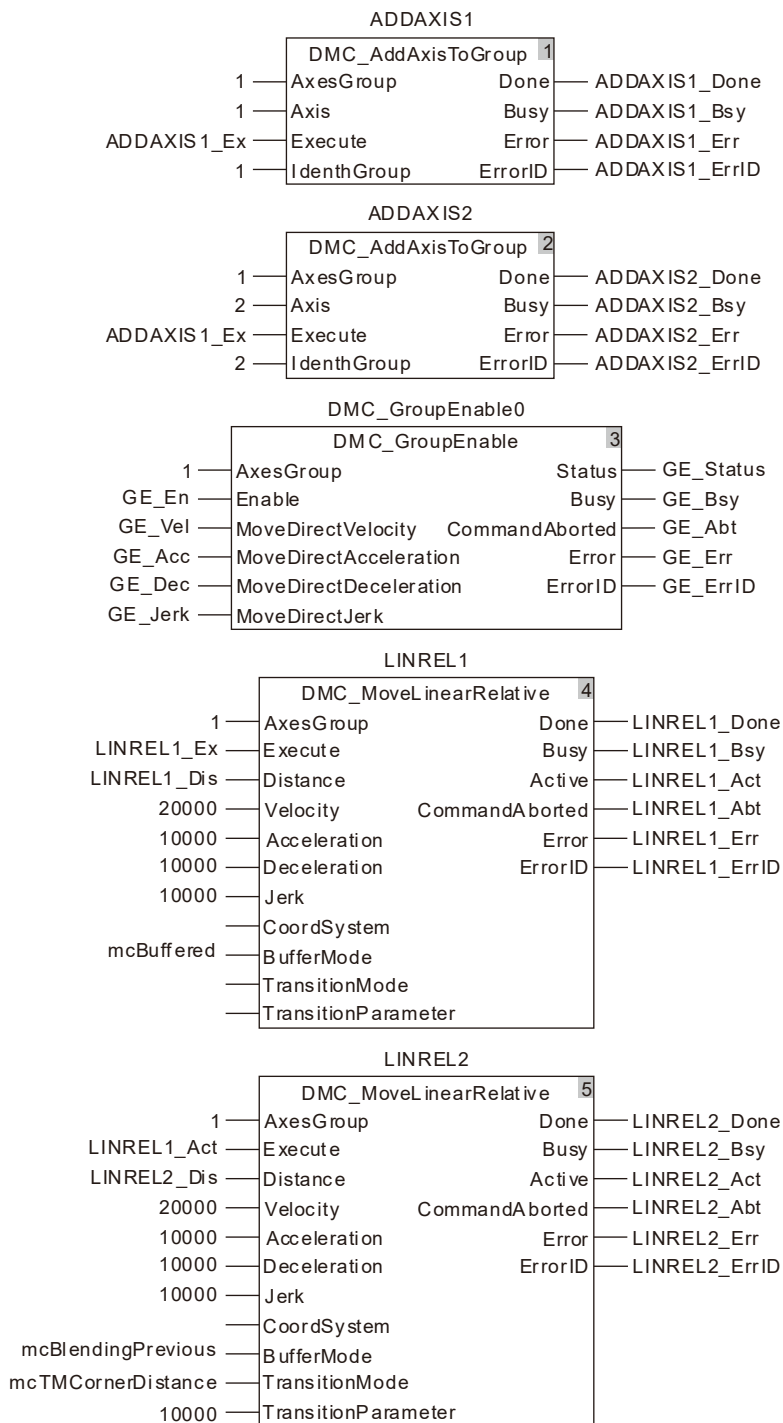 ADDAXIS1
DMC_AddAxisToGroup 1
1 AxesGroup Done ADDAXIS1_Done
1 Axis Busy ADDAXIS1_Bsy
ADDAXIS1_Ex Execute Error ADDAXIS1_Err
1 IdenthGroup ErrorID ADDAXIS1_ErrID
ADDAXIS2
DMC_AddAxisToGroup 2
1 AxesGroup Done ADDAXIS2_Done
2 Axis Busy ADDAXIS2_Bsy
ADDAXIS1_Ex Execute Error ADDAXIS2_Err
2 IdenthGroup ErrorID ADDAXIS2_ErrID
DMC_GroupEnable0
DMC_GroupEnable 3
1 AxesGroup Status GE_Status
GE_En Enable Busy GE_Bsy
GE_Vel MoveDirectVelocity CommandAborted GE_Abt
GE_Acc MoveDirectAcceleration Error GE_Err
GE_Dec MoveDirectDeceleration ErrorID GE_ErrID
GE_Jerk MoveDirectJerk
LINREL1
DMC_MoveLinearRelative 4
1 AxesGroup Done LINREL1_Done
LINREL1_Ex Execute Busy LINREL1_Bsy
LINREL1_Dis Distance Active LINREL1_Act
20000 Velocity CommandAborted LINREL1_Abt
10000 Acceleration Error LINREL1_Err
10000 Deceleration ErrorID LINREL1_ErrID
10000 Jerk
CoordSystem
mcBuffered BufferMode
TransitionMode
TransitionParameter
LINREL2
DMC_MoveLinearRelative 5
1 AxesGroup Done LINREL2_Done
LINREL1_Act Execute Busy LINREL2_Bsy
LINREL2_Dis Distance Active LINREL2_Act
20000 Velocity CommandAborted LINREL2_Abt
10000 Acceleration Error LINREL2_Err
10000 Deceleration ErrorID LINREL2_ErrID
10000 Jerk
CoordSystem
mcBlendingPrevious BufferMode
mcTMCornerDistance TransitionMode
10000 TransitionParameter